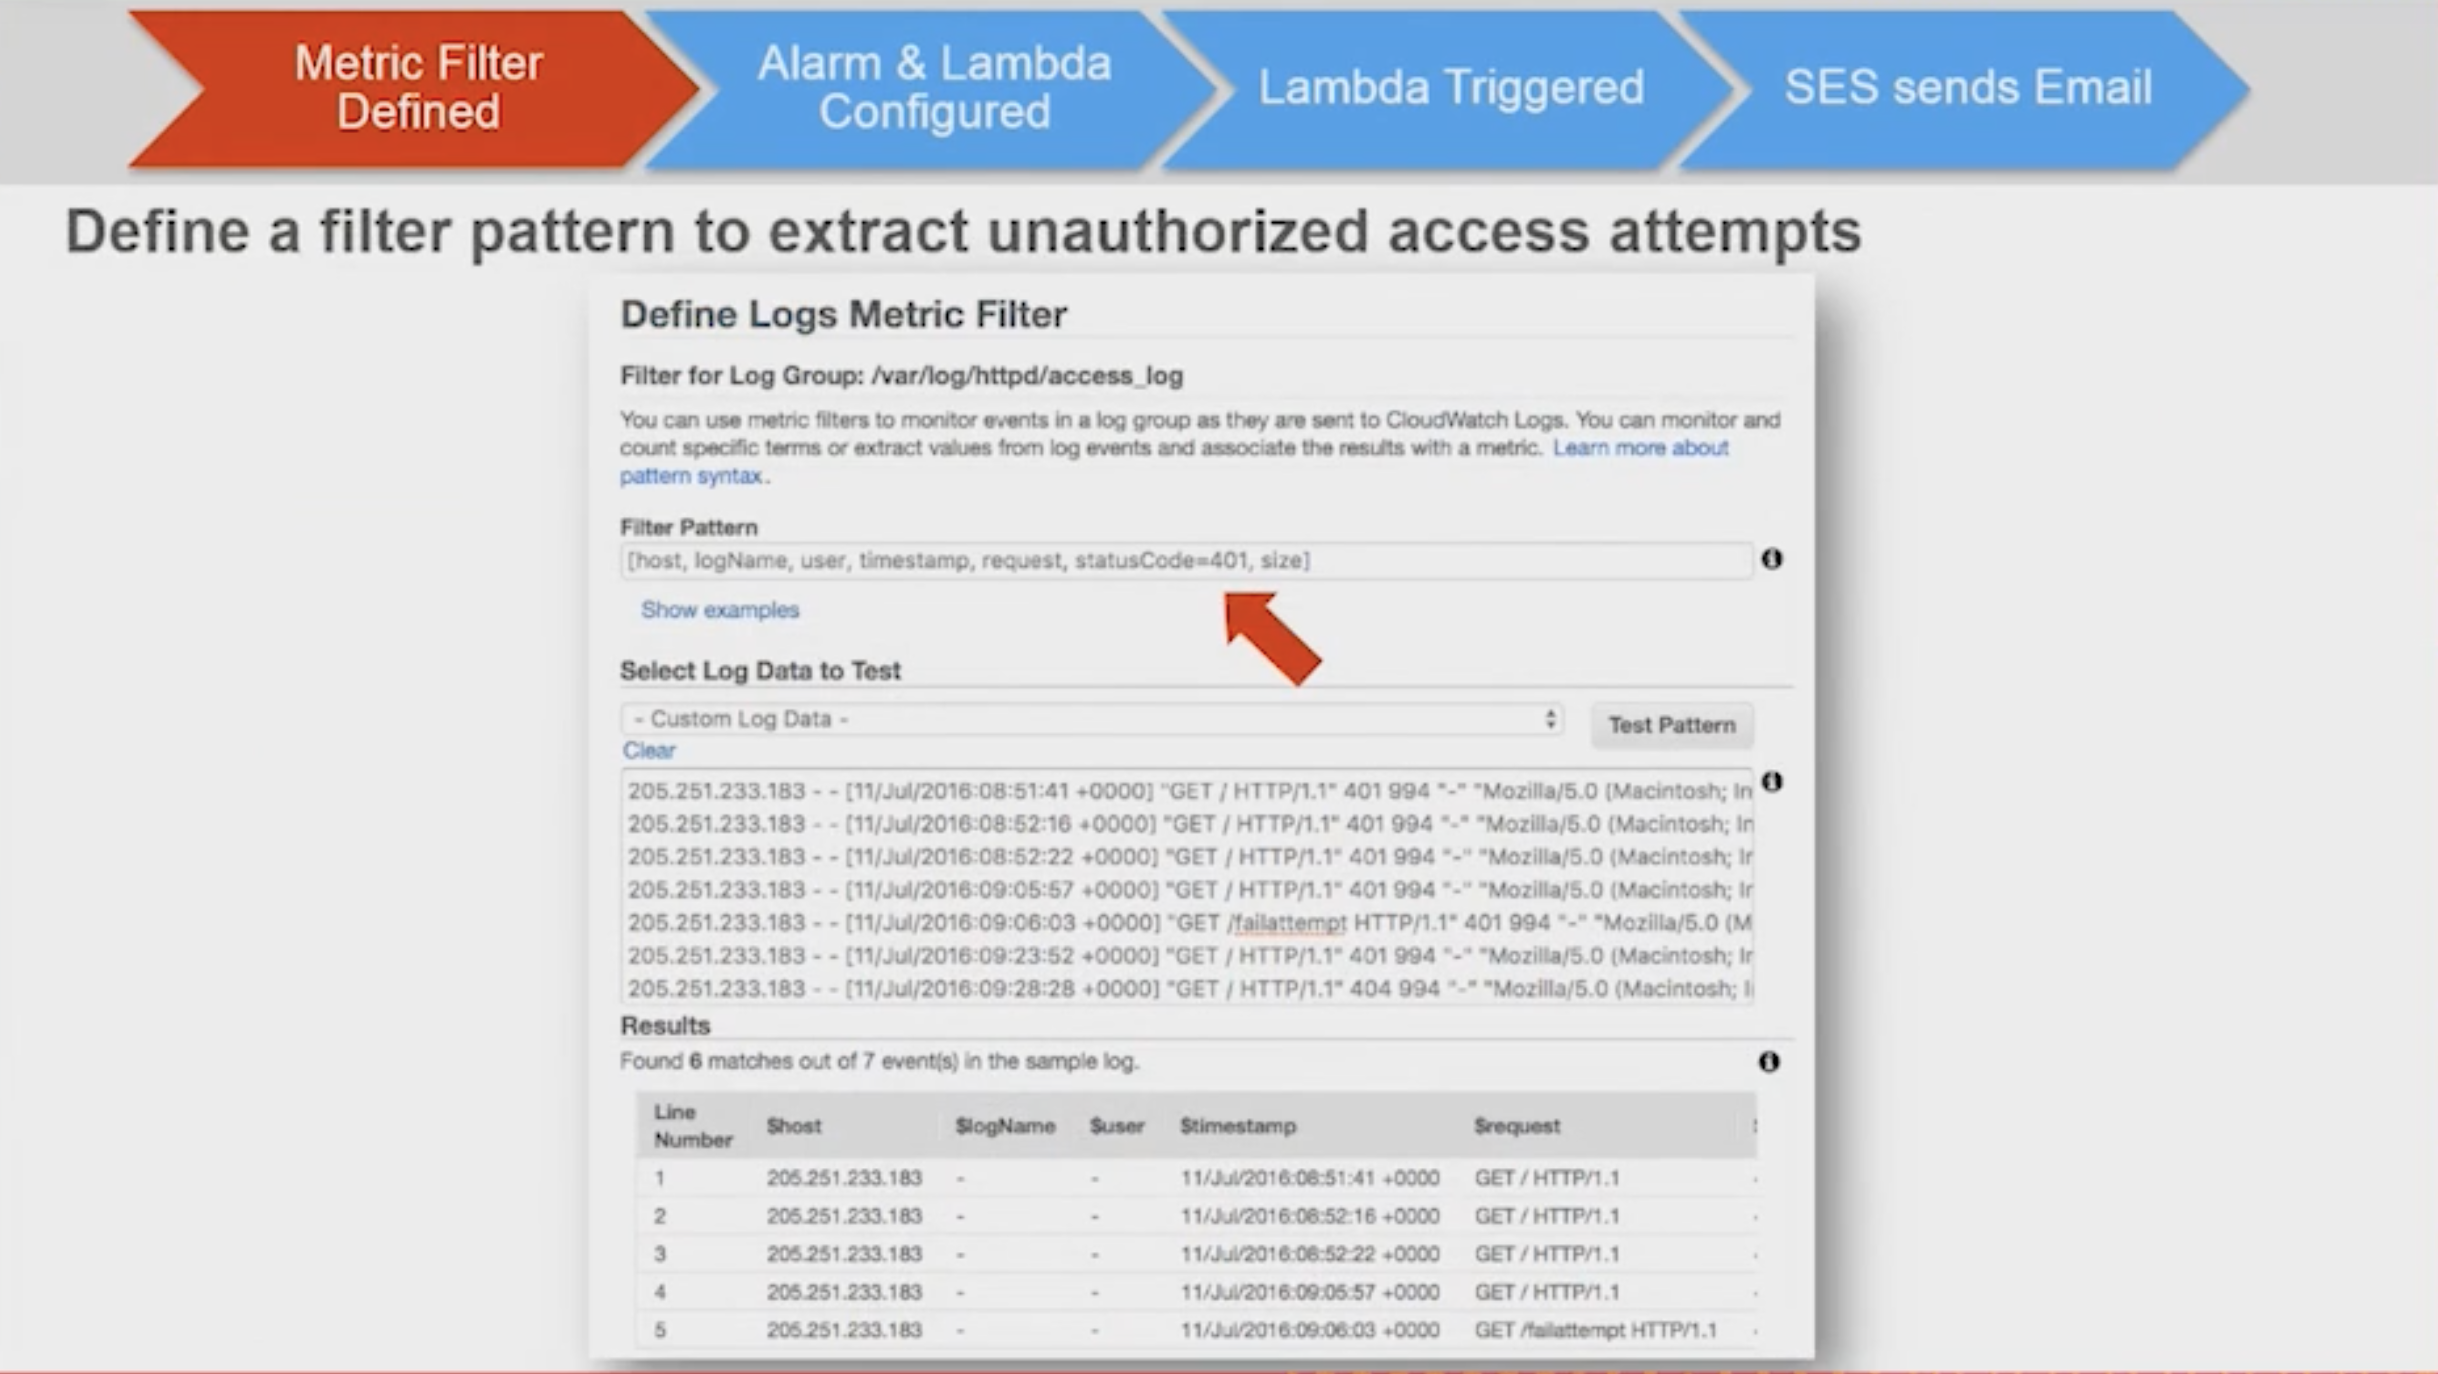 Metric Filter
Defined
Alarm & Lambda
Configured
Lambda Triggered
SES sends Email
Define a filter pattern to extract unauthorized access attempts
Define Logs Metric Filter
Filter for Log Group: /var/log/httpd/access_log
You can use metric filters to monitor events in a log group as they are sent to CloudWatch Logs. You can monitor and
count specific terms or extract values from log events and associate the results with a metric. Learn more about
pattern syntax.
Filter Pattern
[host, logName, user, timestamp, request, statusCode=401, size]
Show examples
Select Log Data to Test
- Custom Log Data -
Test Pattern
Clear
205.251.233.183 - - [11/Jul/2016:08:51:41 +0000] "GET / HTTP/1.1" 401 994 "-" "Mozilla/5.0 (Macintosh; In
205.251.233.183 - - [11/Jul/2016:08:52:16 +0000] "GET / HTTP/1.1" 401 994 "-" "Mozilla/5.0 (Macintosh; In
205.251.233.183 - - [11/Jul/2016:08:52:22 +0000] "GET / HTTP/1.1" 401 994 "-" "Mozilla/5.0 (Macintosh; Ir
205.251.233.183 - - [11/Jul/2016:09:05:57 +0000] "GET / HTTP/1.1" 401 994 "-" "Mozilla/5.0 (Macintosh; Ir
205.251.233.183 - - [11/Jul/2016:09:06:03 +0000] "GET /failattempt HTTP/1.1" 401 994 "-" "Mozilla/5.0 (M
205.251.233.183 - - [11/Jul/2016:09:23:52 +0000] "GET / HTTP/1.1" 401 994 "-" "Mozilla/5.0 (Macintosh; Ir
205.251.233.183 - - [11/Jul/2016:09:28:28 +0000] "GET / HTTP/1.1" 404 994 "-" "Mozilla/5.0 (Macintosh; I
Results
Found 6 matches out of 7 event(s) in the sample log.
Line
Number
$host $logName $user $timestamp $request
1 205.251.233.183 - - 11/Jul/2016:08:51:41 +0000 GET / HTTP/1.1
2 205.251.233.183 - - 11/Jul/2016:08:52:16 +0000 GET / HTTP/1.1
3 205.251.233.183 - - 11/Jul/2016:08:52:22 +0000 GET / HTTP/1.1
4 205.251.233.183 - - 11/Jul/2016:09:05:57 +0000 GET / HTTP/1.1
5 205.251.233.183 - - 11/Jul/2016:09:06:03 +0000 GET /failattempt HTTP/1.1